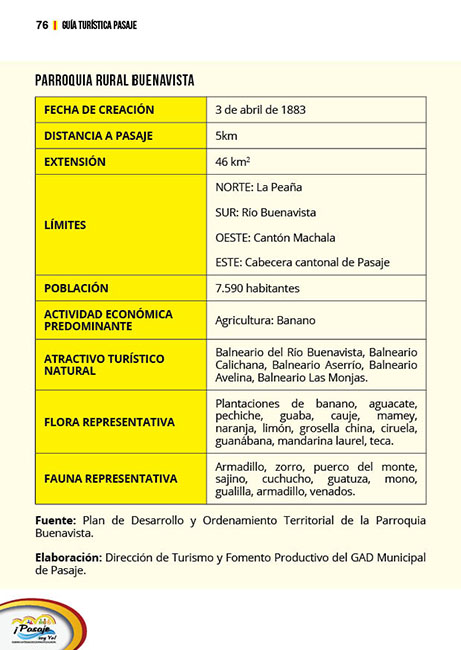 76 | GUÍA TURÍSTICA PASAJE
PARROQUIA RURAL BUENAVISTA
FECHA DE CREACIÓN
3 de abril de 1883
DISTANCIA A PASAJE
5km
EXTENSIÓN
46 km²
LÍMITES
NORTE: La Peaña
SUR: Rio Buenavista
OESTE: Cantón Machala
ESTE: Cabecera cantonal de Pasaje
POBLACIÓN
7.590 habitantes
ACTIVIDAD ECONÓMICA
PREDOMINANTE
Agricultura: Banano
ATRACTIVO TURÍSTICO
NATURAL
Balneario del Río Buenavista, Balneario
Calichana, Balneario Aserrío, Balneario
Avelina, Balneario Las Monjas.
FLORA REPRESENTATIVA
Plantaciones de banano, aguacate,
pechiche, guaba, cauje, mamey,
naranja, limón, grosella china, ciruela,
guanábana, mandarina laurel, teca.
FAUNA REPRESENTATIVA
Armadillo, zorro, puerco del monte,
sajino, cuchucho, guatuza, mono,
gualilla, armadillo, venados.
Fuente: Plan de Desarrollo y Ordenamiento Territorial de la Parroquia
Buenavista.
Elaboración: Dirección de Turismo y Fomento Productivo del GAD Municipal
de Pasaje.
¡Pasaje
soy Yo!